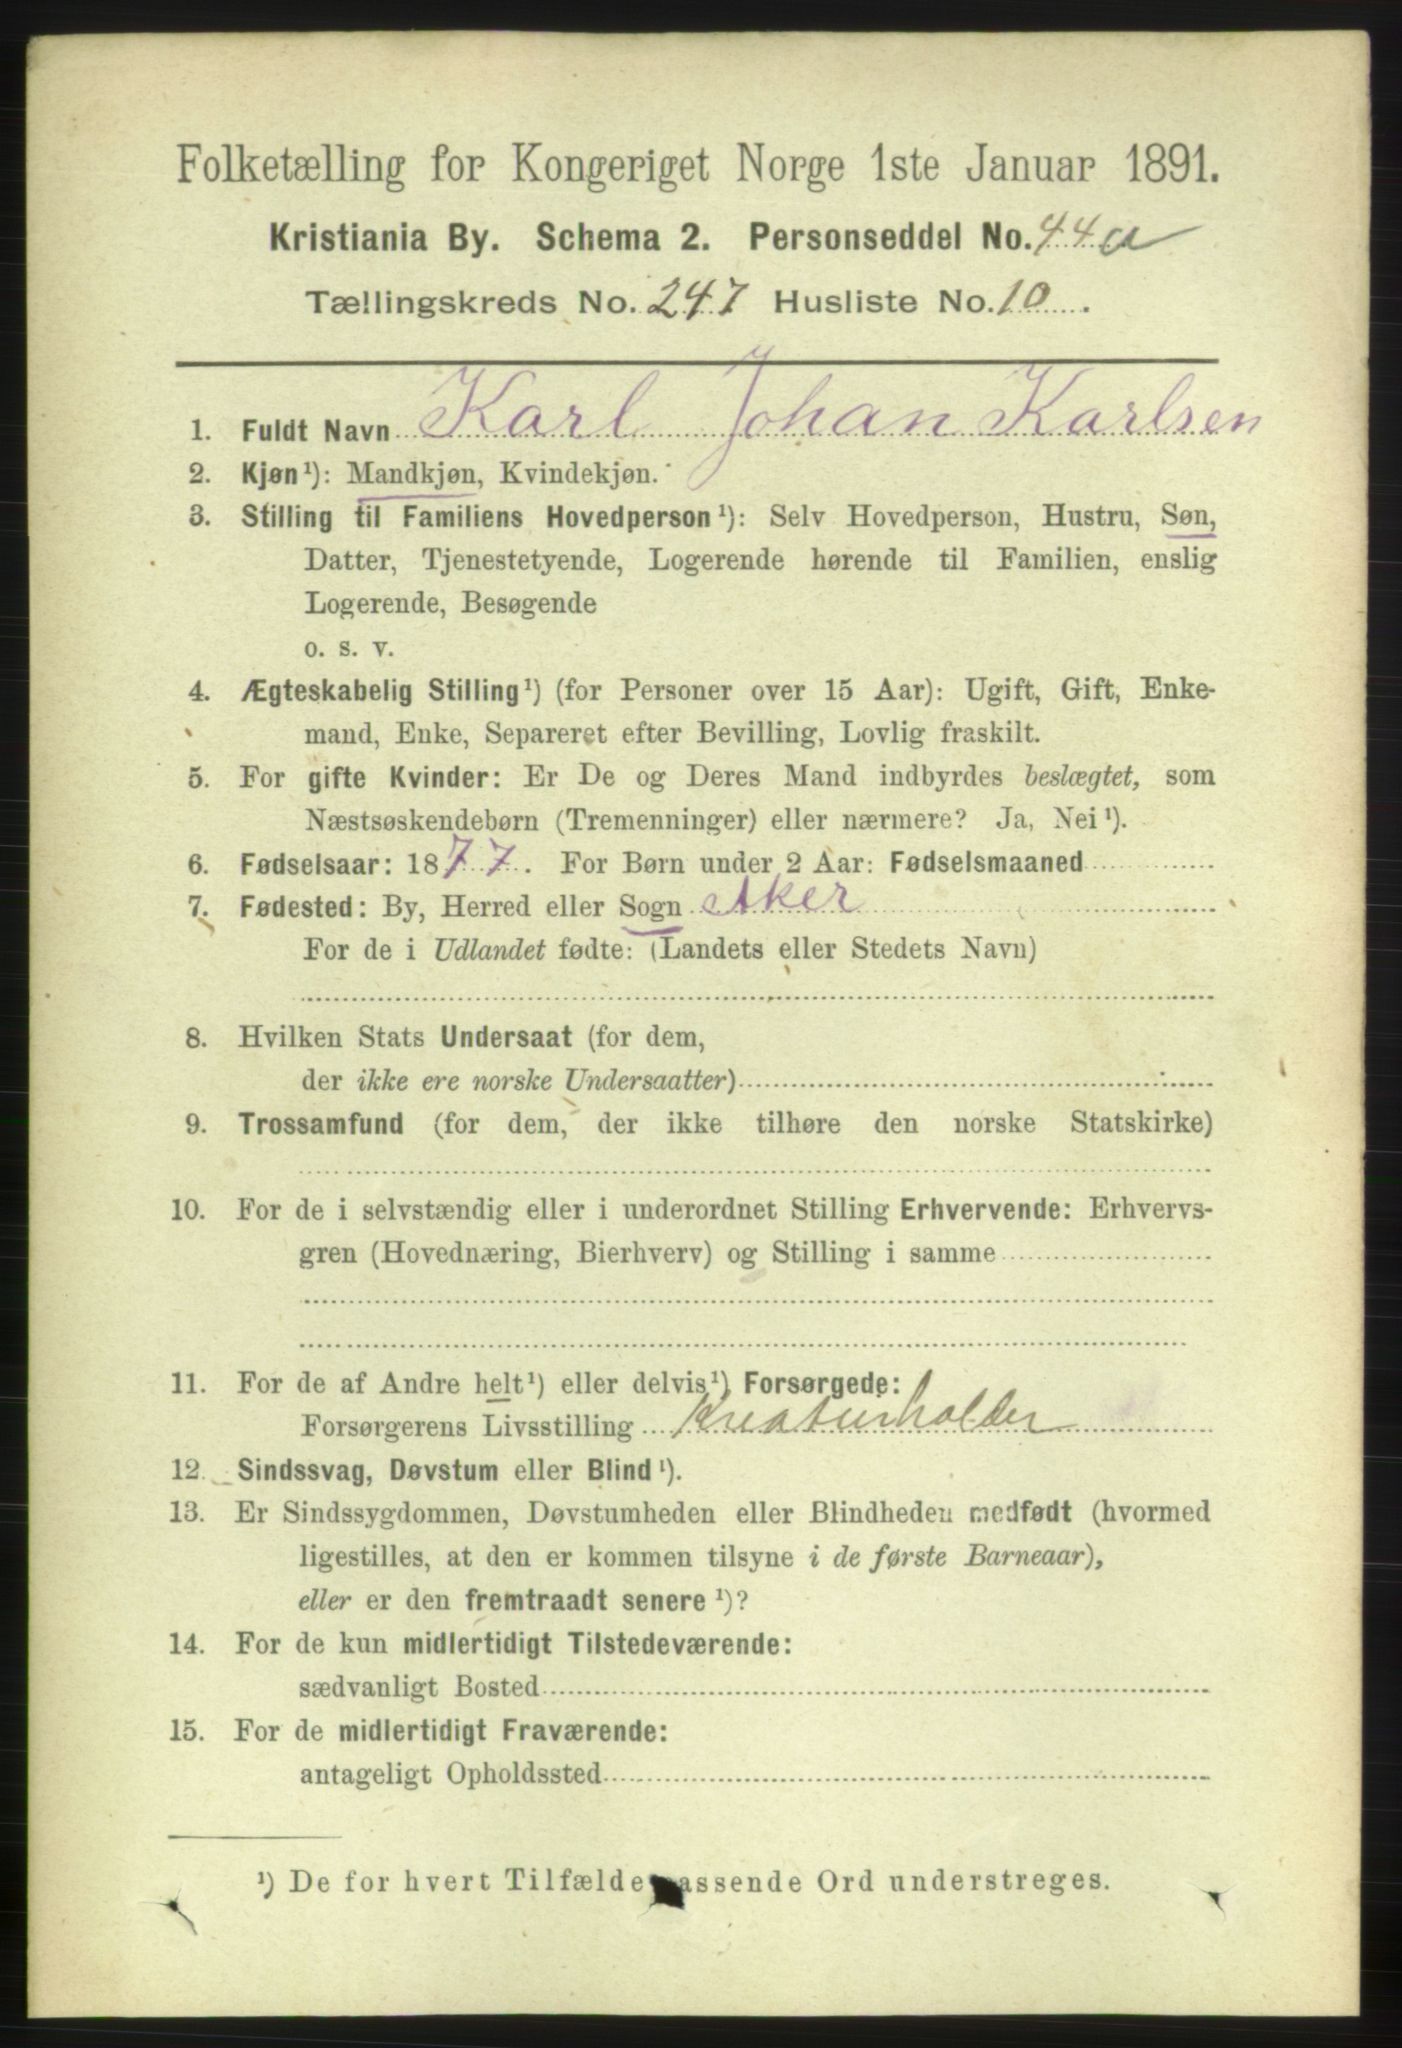 Folketælling for Kongeriget Norge 1ste Januar 1891.
Kristiania By. Schema 2. Personseddel No. 44a
Tællingskreds No. 247 Husliste No. 10.
1. Fuldt Navn Karl Johan Karlsen
2. Kjøn¹): Mandkjøn, Kvindekjøn.
3. Stilling til Familiens Hovedperson¹): Selv Hovedperson, Hustru, Søn,
Datter, Tjenestetyende, Logerende hørende til Familien, enslig
Logerende, Besøgende
o. s. v.
4. Ægteskabelig Stilling¹) (for Personer over 15 Aar): Ugift, Gift, Enke-
mand, Enke, Separeret efter Bevilling, Lovlig fraskilt.
5. For gifte Kvinder: Er De og Deres Mand indbyrdes beslægtet, som
Næstsøskendebørn (Tremenninger) eller nærmere? Ja, Nei¹).
6. Fødselsaar: 1877. For Børn under 2 Aar: Fødselsmaaned
7. Fødested: By, Herred eller Sogn Aker
For de i Udlandet fødte: (Landets eller Stedets Navn)
8. Hvilken Stats Undersaat (for dem,
der ikke ere norske Undersaatter)
9. Trossamfund (for dem, der ikke tilhøre den norske Statskirke)
10. For de i selvstændig eller i underordnet Stilling Erhvervende: Erhvervs-
gren (Hovednæring, Bierhverv) og Stilling i samme
11. For de af Andre helt¹) eller delvis¹) Forsørgede:
Forsørgerens Livsstilling Kreaturholder
12. Sindssvag, Døvstum eller Blind¹).
13. Er Sindssygdommen, Døvstumheden eller Blindheden medfødt (hvormed
ligestilles, at den er kommen tilsyne i de første Barneaar),
eller er den fremtraadt senere¹)?
14. For de kun midlertidigt Tilstedeværende:
sædvanligt Bosted
15. For de midlertidigt Fraværende:
antageligt Opholdssted
¹) De for hvert Tilfælde passende Ord understreges.